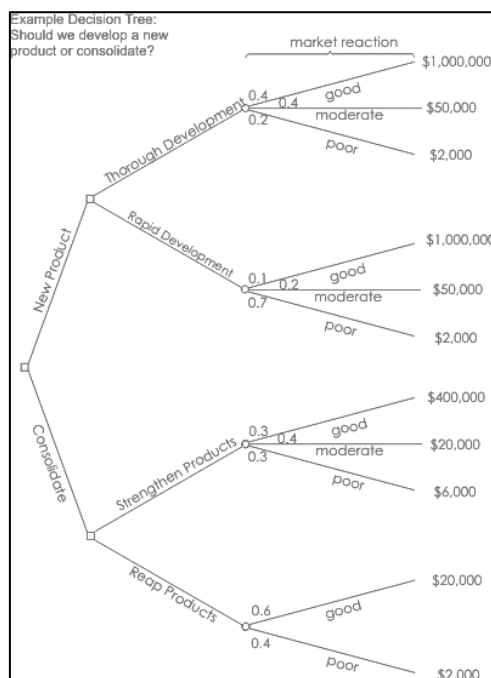 Example Decision Tree:
Should we develop a new
product or consolidate?
market reaction
Thorough Development
0.4
0.4
0.2
good
moderate
poor
$1,000,000
$50,000
$2,000
New Product
Rapid Development
0.1
0.2
0.7
good
moderate
poor
$1,000,000
$50,000
$2,000
Consolidate
Strengthen Products
0.3
0.4
0.3
good
moderate
poor
$400,000
$20,000
$6,000
Reap Products
0.6
0.4
good
poor
$20,000
$2,000